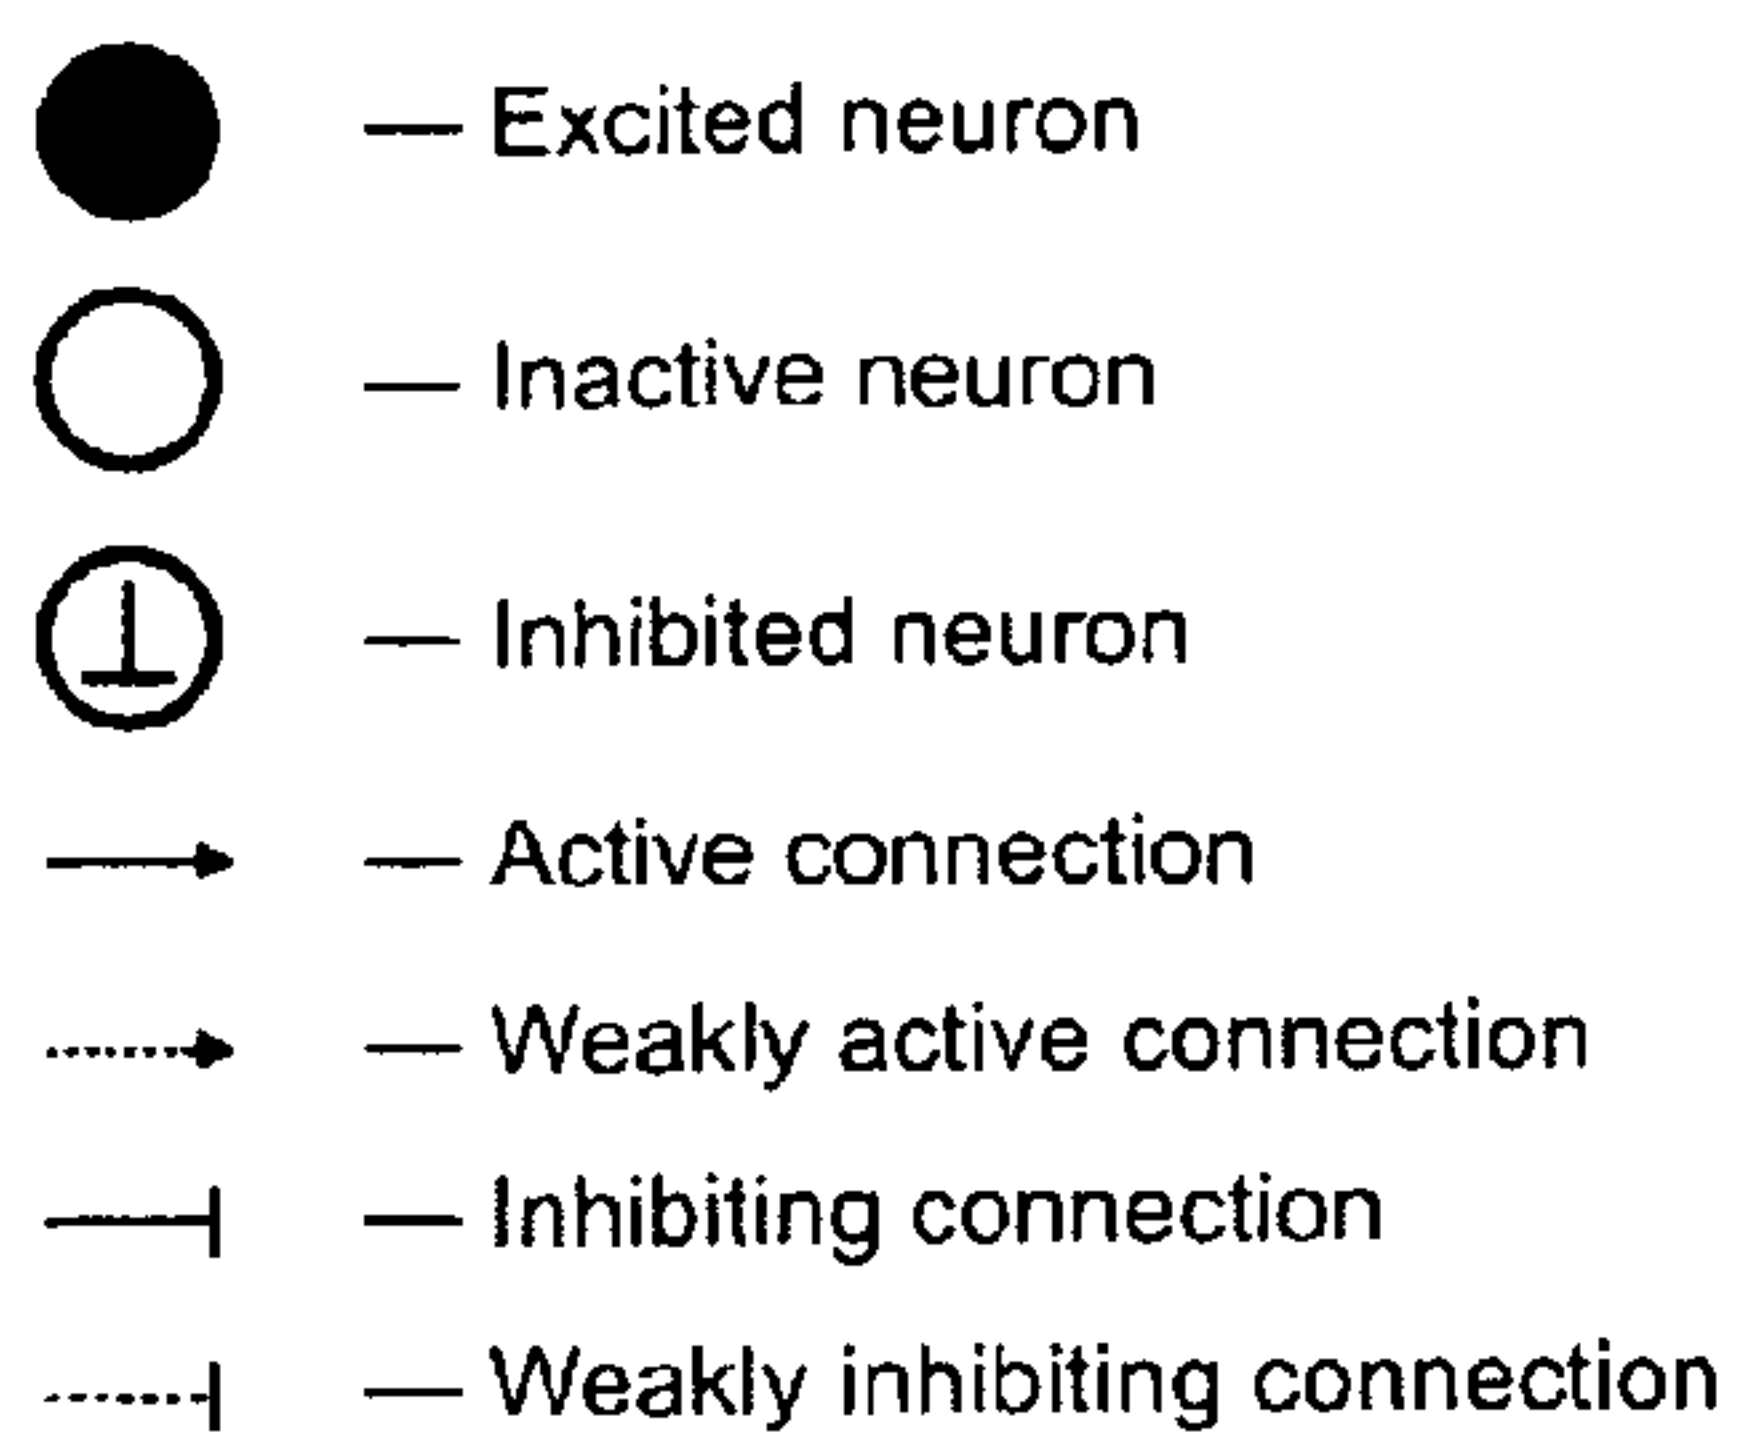 — Excited neuron
— Inactive neuron
— Inhibited neuron
— Active connection
— Weakly active connection
— Inhibiting connection
— Weakly inhibiting connection